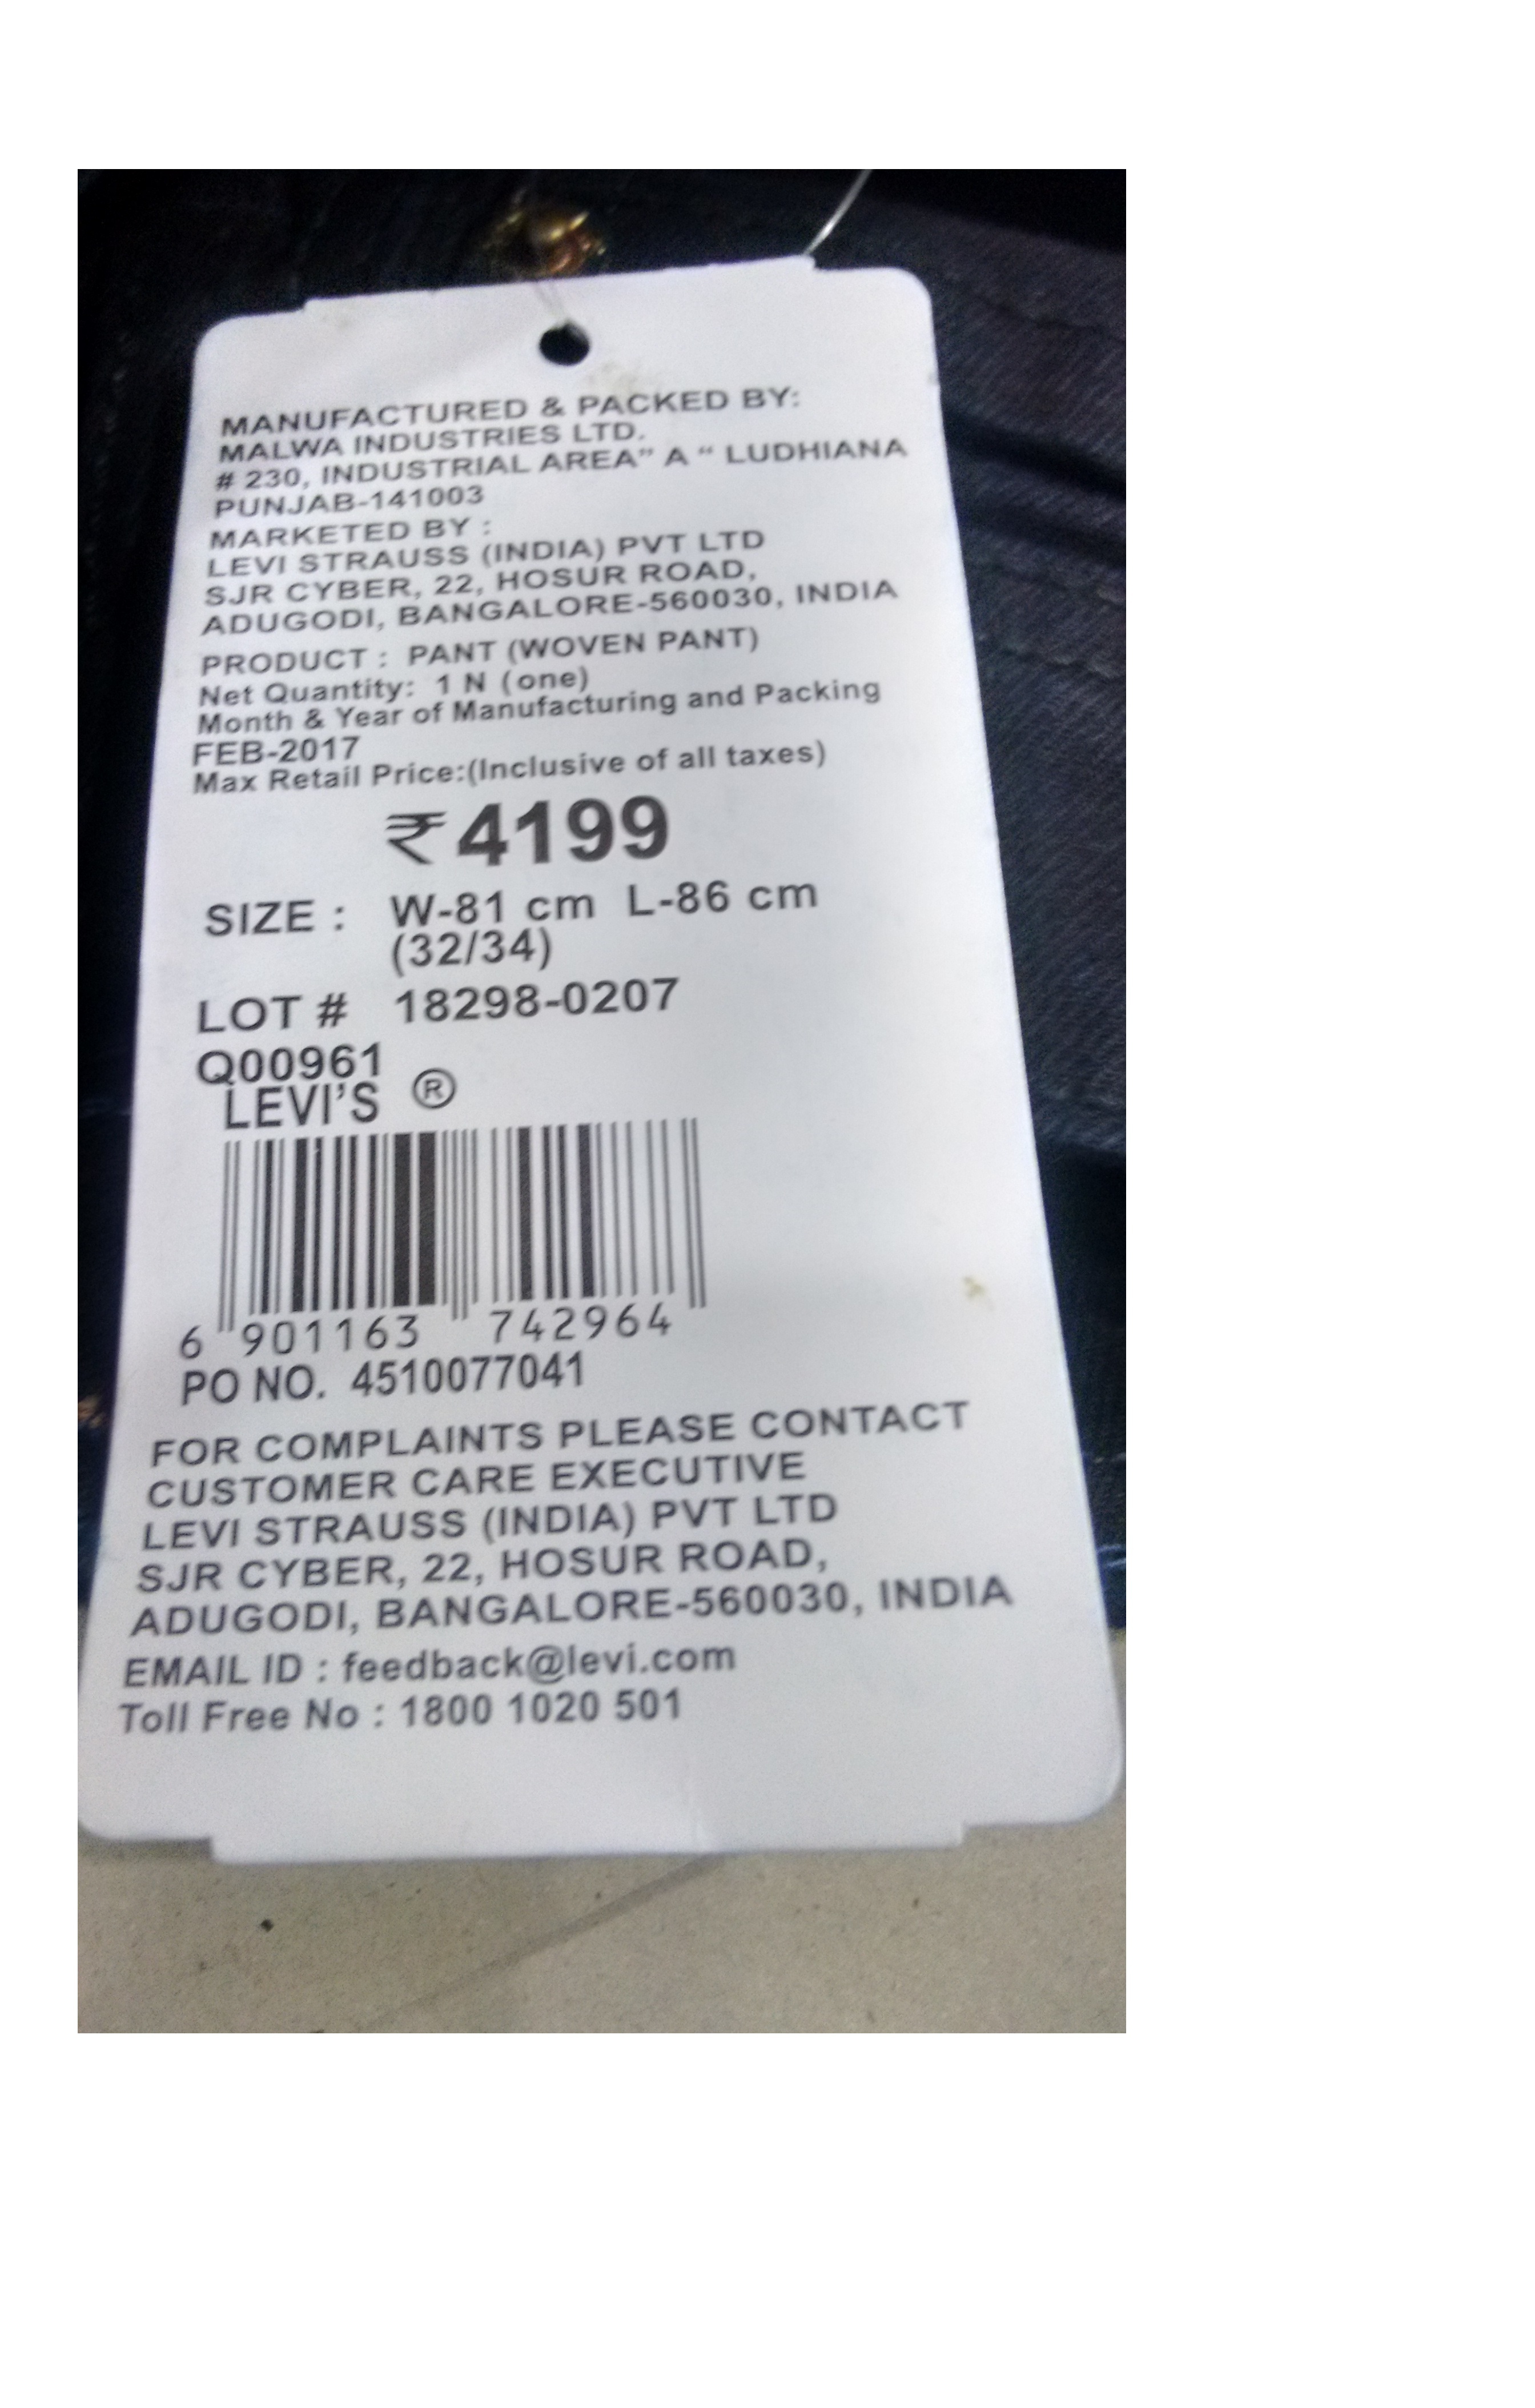 MANUFACTURED & PACKED BY:
MALWA INDUSTRIES LTD.
# 230, INDUSTRIAL AREA” A “ LUDHIANA
PUNJAB-141003
MARKETED BY :
LEVI STRAUSS (INDIA) PVT LTD
SJR CYBER, 22, HOSUR ROAD,
ADUGODI, BANGALORE-560030, INDIA
PRODUCT : PANT (WOVEN PANT)
Net Quantity: 1 N (one)
Month & Year of Manufacturing and Packing
FEB-2017
Max Retail Price:(Inclusive of all taxes)
₹4199
SIZE : W-81 cm L-86 cm
(32/34)
LOT # 18298-0207
Q00961
LEVI’S ®
6 901163 742964
PO NO. 4510077041
FOR COMPLAINTS PLEASE CONTACT
CUSTOMER CARE EXECUTIVE
LEVI STRAUSS (INDIA) PVT LTD
SJR CYBER, 22, HOSUR ROAD,
ADUGODI, BANGALORE-560030, INDIA
EMAIL ID : feedback@levi.com
Toll Free No : 1800 1020 501